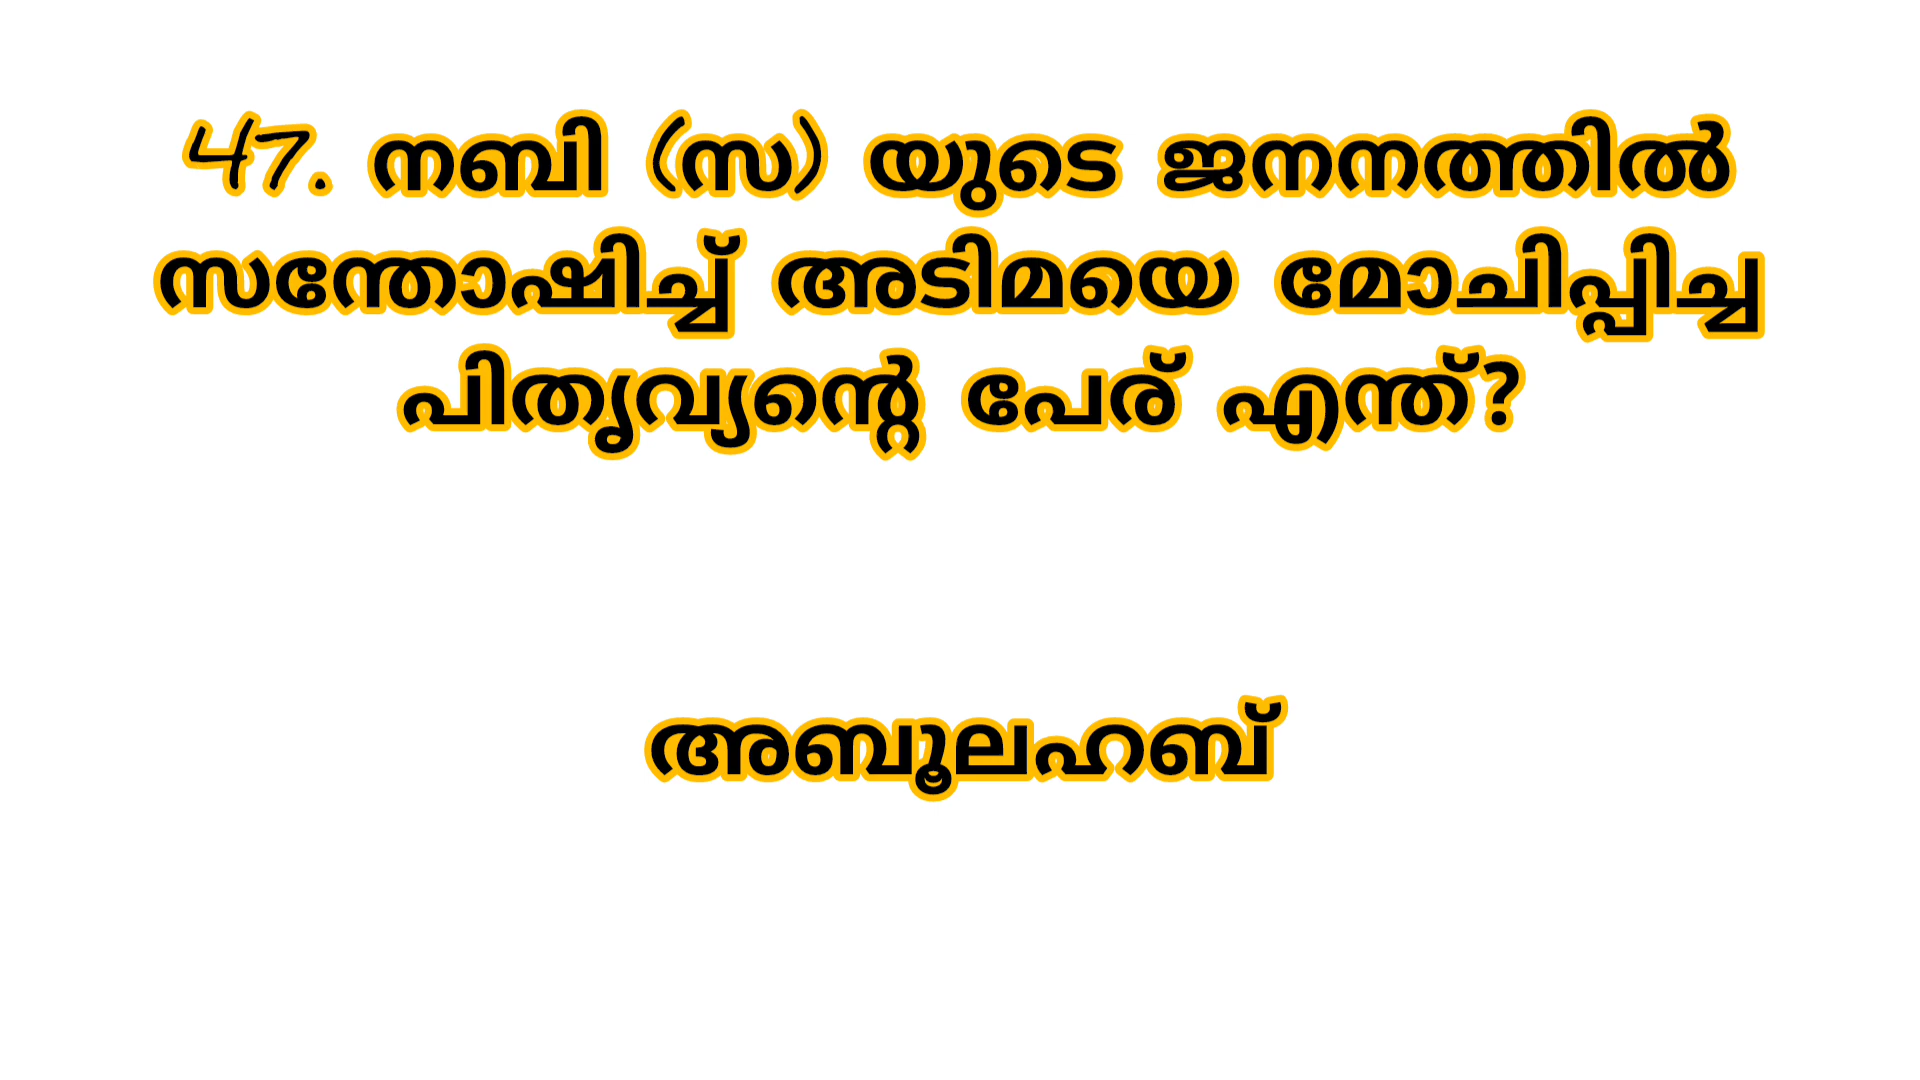 47. നബി (സ) യുടെ ജനനത്തിൽ
സന്തോഷിച്ച് അടിമയെ മോചിപ്പിച്ച
പിതൃവ്യന്റെ പേര് എന്ത്?
അബൂലഹബ്